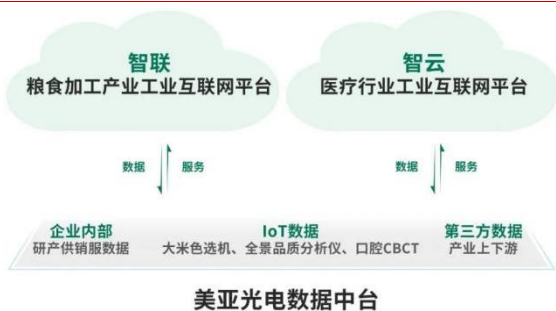 智联
粮食加工产业工业互联网平台
智云
医疗行业工业互联网平台
数据 服务
数据 服务
企业内部
研产供销服数据
IoT数据
大米色选机、全景品质分析仪、口腔CBCT
第三方数据
产业上下游
美亚光电数据中台